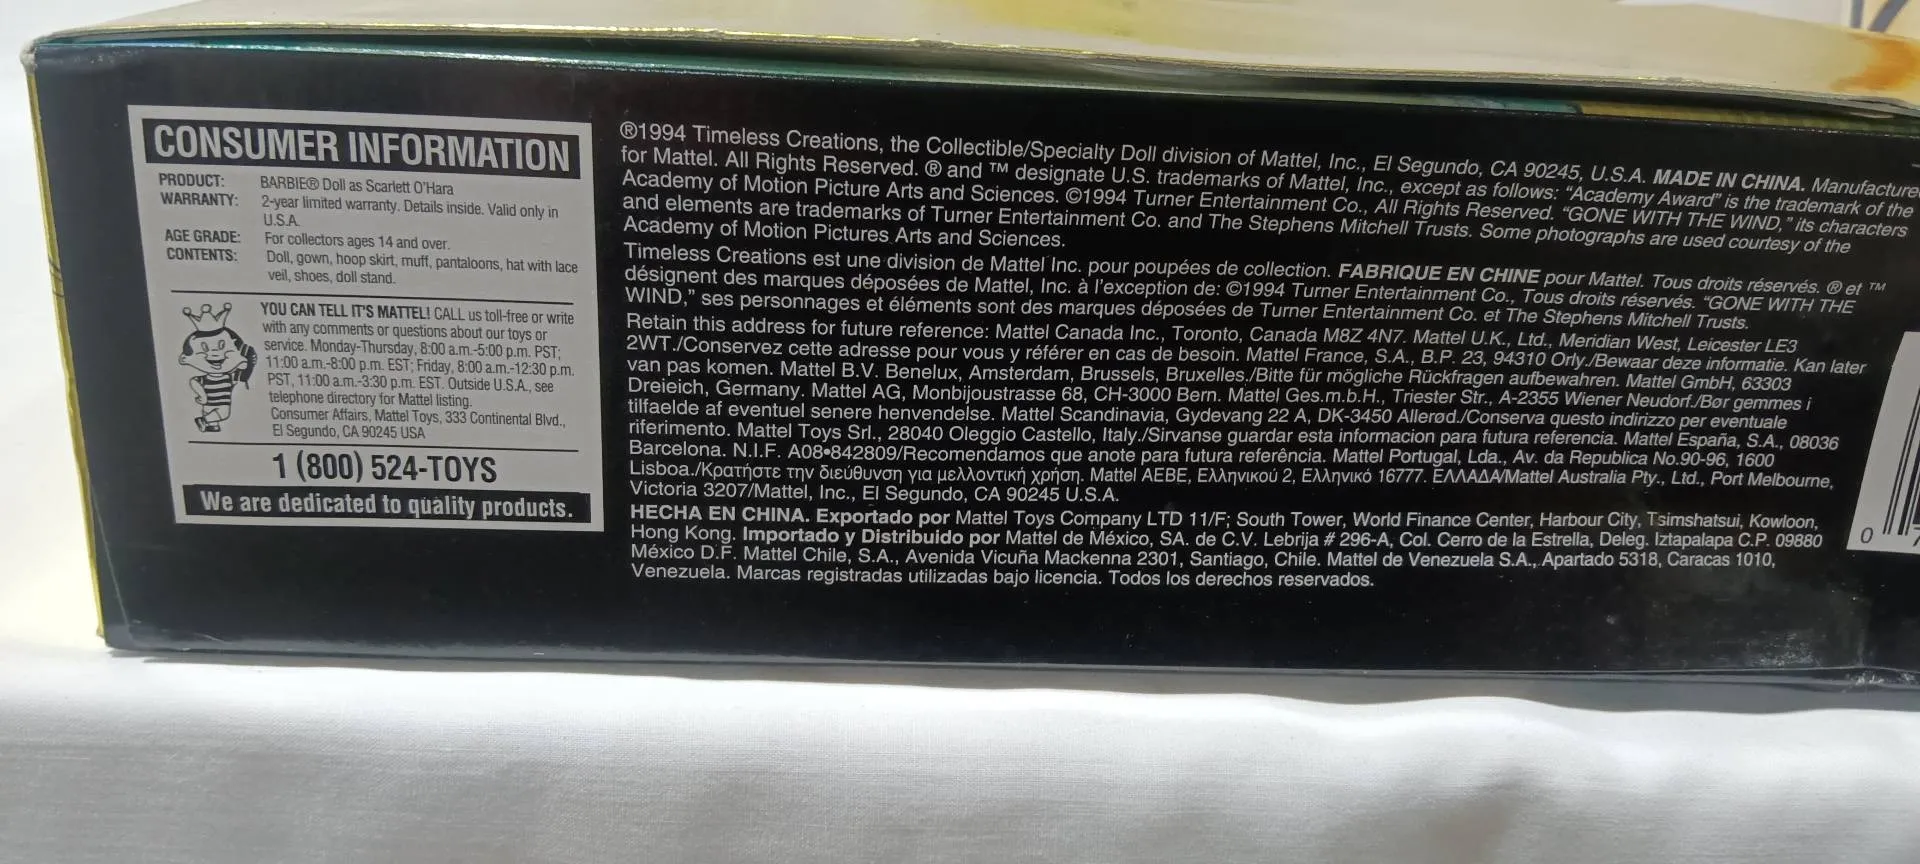 CONSUMER INFORMATION
PRODUCT: BARBIE® Doll as Scarlett O'Hara
WARRANTY: 2-year limited warranty. Details inside. Valid only in
U.S.A.
AGE GRADE: For collectors ages 14 and over.
CONTENTS: Doll, gown, hoop skirt, muff, pantaloons, hat with lace
veil, shoes, doll stand.
YOU CAN TELL IT'S MATTEL! CALL us toll-free or write
with any comments or questions about our toys or
service. Monday-Thursday, 8:00 a.m.-5:00 p.m. PST;
11:00 a.m.-8:00 p.m. EST; Friday, 8:00 a.m.-12:30 p.m.
PST, 11:00 a.m.-3:30 p.m. EST. Outside U.S.A., see
telephone directory for Mattel listing.
Consumer Affairs, Mattel Toys, 333 Continental Blvd.,
El Segundo, CA 90245 USA
1 (800) 524-TOYS
We are dedicated to quality products.
®1994 Timeless Creations, the Collectible/Specialty Doll division of Mattel, Inc., El Segundo, CA 90245, U.S.A. MADE IN CHINA. Manufacture
for Mattel. All Rights Reserved. ® and ™ designate U.S. trademarks of Mattel, Inc., except as follows: "Academy Award" is the trademark of the
Academy of Motion Picture Arts and Sciences. ©1994 Turner Entertainment Co., All Rights Reserved. "GONE WITH THE WIND," its characters
and elements are trademarks of Turner Entertainment Co. and The Stephens Mitchell Trusts. Some photographs are used courtesy of the
Academy of Motion Pictures Arts and Sciences.
Timeless Creations est une division de Mattel Inc. pour poupées de collection. FABRIQUE EN CHINE pour Mattel. Tous droits réservés. ® et ™
désignent des marques déposées de Mattel, Inc. à l'exception de: ©1994 Turner Entertainment Co., Tous droits réservés. "GONE WITH THE
WIND," ses personnages et éléments sont des marques déposées de Turner Entertainment Co. et The Stephens Mitchell Trusts.
Retain this address for future reference: Mattel Canada Inc., Toronto, Canada M8Z 4N7. Mattel U.K., Ltd., Meridian West, Leicester LE3
2WT./Conservez cette adresse pour vous y référer en cas de besoin. Mattel France, S.A., B.P. 23, 94310 Orly./Bewaar deze informatie. Kan later
van pas komen. Mattel B.V. Benelux, Amsterdam, Brussels, Bruxelles./Bitte für mögliche Rückfragen aufbewahren. Mattel GmbH, 63303
Dreieich, Germany. Mattel AG, Monbijoustrasse 68, CH-3000 Bern. Mattel Ges.m.b.H., Triester Str., A-2355 Wiener Neudorf./Bør gemmes i
tilfaelde af eventuel senere henvendelse. Mattel Scandinavia, Gydevang 22 A, DK-3450 Allerød./Conserva questo indirizzo per eventuale
riferimento. Mattel Toys Srl., 28040 Oleggio Castello, Italy./Sirvanse guardar esta informacion para futura referencia. Mattel España, S.A., 08036
Barcelona. N.I.F. A08•842809/Recomendamos que anote para futura referência. Mattel Portugal, Lda., Av. da Republica No.90-96, 1600
Lisboa./Κρατήστε την διεύθυνση για μελλοντική χρήση. Mattel AEBE, Ελληνικού 2, Ελληνικό 16777. ΕΛΛΑΔΑ/Mattel Australia Pty., Ltd., Port Melbourne,
Victoria 3207/Mattel, Inc., El Segundo, CA 90245 U.S.A.
HECHA EN CHINA. Exportado por Mattel Toys Company LTD 11/F; South Tower, World Finance Center, Harbour City, Tsimshatsui, Kowloon,
Hong Kong. Importado y Distribuido por Mattel de México, SA. de C.V. Lebrija # 296-A, Col. Cerro de la Estrella, Deleg. Iztapalapa C.P. 09880
México D.F. Mattel Chile, S.A., Avenida Vicuña Mackenna 2301, Santiago, Chile. Mattel de Venezuela S.A., Apartado 5318, Caracas 1010,
Venezuela. Marcas registradas utilizadas bajo licencia. Todos los derechos reservados.
0